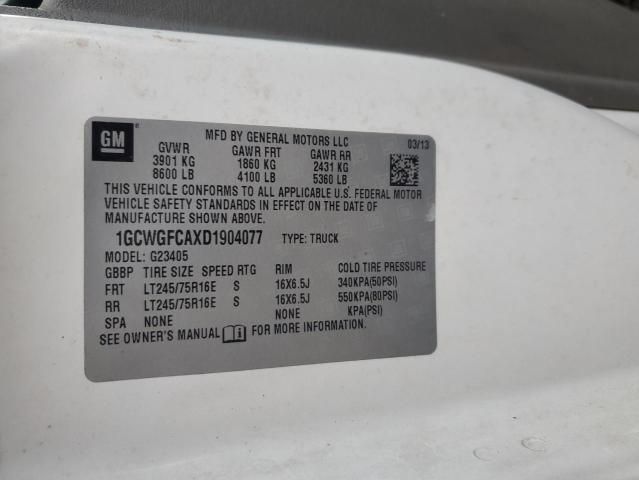 GM
MFD BY GENERAL MOTORS LLC 03/13
GVWR GAWR FRT GAWR RR
3901 KG 1860 KG 2431 KG
8600 LB 4100 LB 5360 LB
THIS VEHICLE CONFORMS TO ALL APPLICABLE U.S. FEDERAL MOTOR
VEHICLE SAFETY STANDARDS IN EFFECT ON THE DATE OF
MANUFACTURE SHOWN ABOVE.
1GCWGFCAXD1904077 TYPE: TRUCK
MODEL: G23405
GBBP TIRE SIZE SPEED RTG RIM COLD TIRE PRESSURE
FRT LT245/75R16E S 16X6.5J 340KPA(50PSI)
RR LT245/75R16E S 16X6.5J 550KPA(80PSI)
SPA NONE NONE KPA(PSI)
SEE OWNER'S MANUAL FOR MORE INFORMATION.